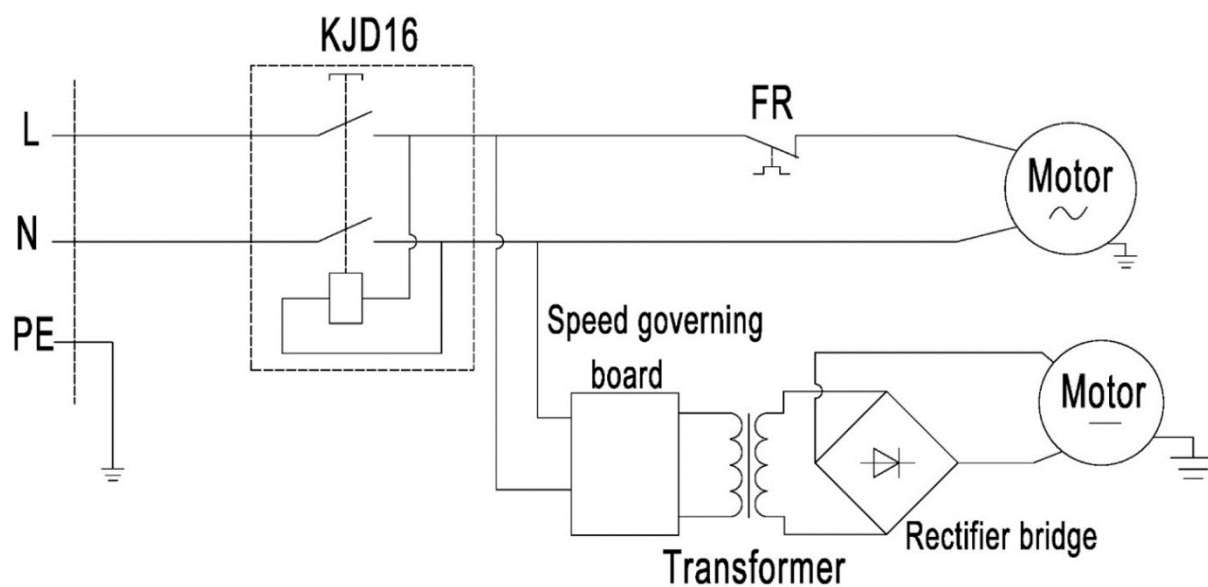 KJD16
L
FR
Motor
N
PE
Speed governing
board
Motor
Rectifier bridge
Transformer